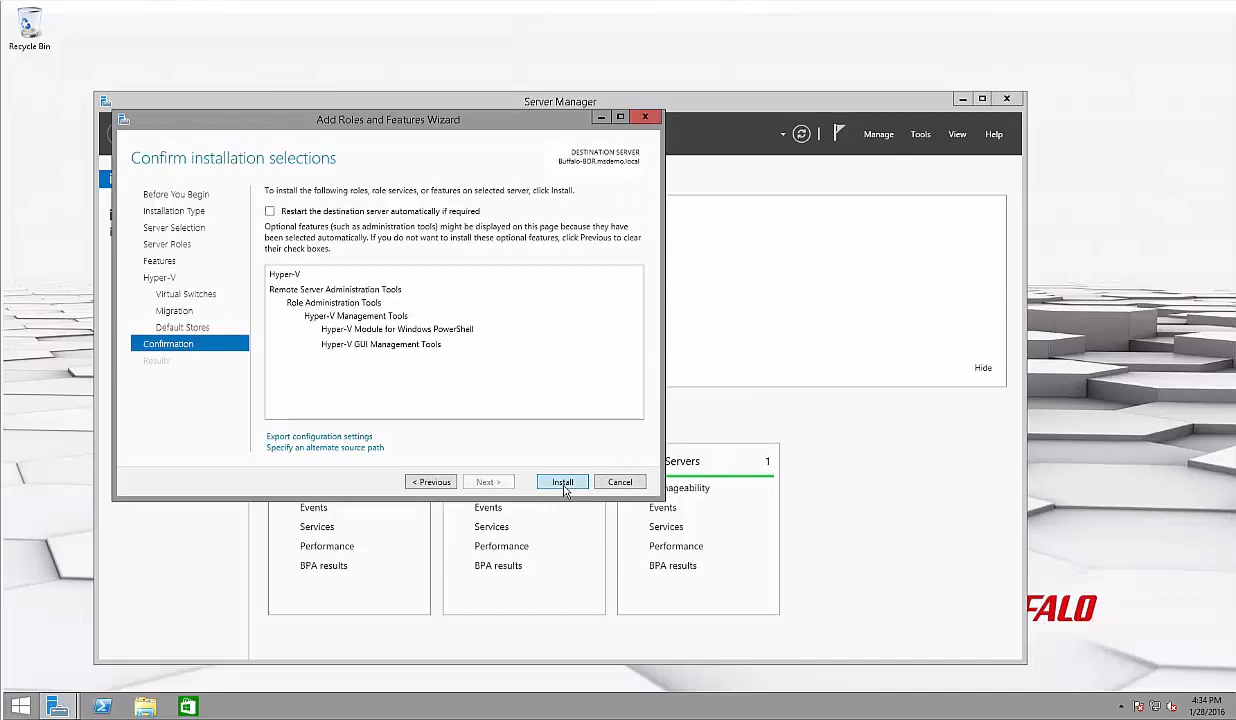 Recycle Bin
Server Manager
Manage Tools View Help
Add Roles and Features Wizard
Confirm installation selections
DESTINATION SERVER
Buffalo-BDR.msdemo.local
Before You Begin
Installation Type
Server Selection
Server Roles
Features
Hyper-V
Virtual Switches
Migration
Default Stores
Confirmation
Results
To install the following roles, role services, or features on selected server, click Install.
Restart the destination server automatically if required
Optional features (such as administration tools) might be displayed on this page because they have
been selected automatically. If you do not want to install these optional features, click Previous to clear
their check boxes.
Hyper-V
Remote Server Administration Tools
Role Administration Tools
Hyper-V Management Tools
Hyper-V Module for Windows PowerShell
Hyper-V GUI Management Tools
Export configuration settings
Specify an alternate source path
< Previous Next > Install Cancel
Hide
Servers 1
nageability
Events Events Events
Services Services Services
Performance Performance Performance
BPA results BPA results BPA results
FALO
4:34 PM
1/28/2016